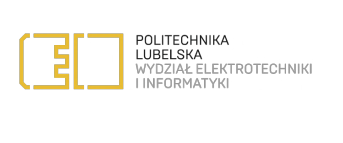 POLITECHNIKA
LUBELSKA
WYDZIAŁ ELEKTROTECHNIKI
I INFORMATYKI